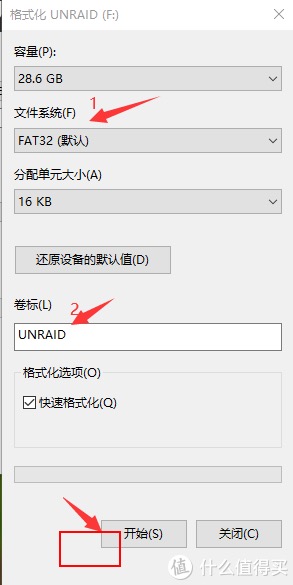 格式化 UNRAID (F:)
容量(P):
28.6 GB
文件系统(F)
1
FAT32 (默认)
分配单元大小(A)
16 KB
还原设备的默认值(D)
卷标(L)
2
UNRAID
格式化选项(O)
快速格式化(Q)
开始(S) 关闭(C)
值 什么值得买